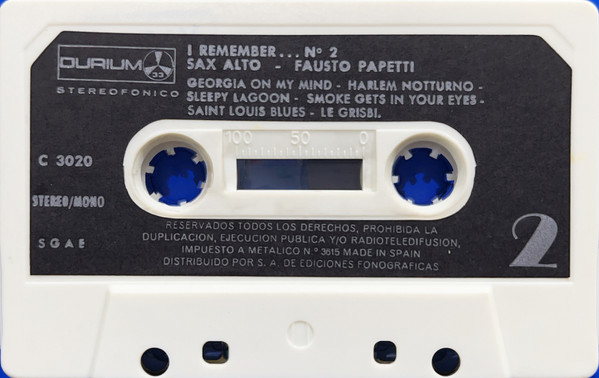 I REMEMBER... Nº 2
DURIUM
33
SAX ALTO - FAUSTO PAPETTI
STEREOFONICO
GEORGIA ON MY MIND - HARLEM NOTTURNO -
SLEEPY LAGOON - SMOKE GETS IN YOUR EYES -
SAINT LOUIS BLUES - LE GRISBI.
100 50 0
C 3020
STEREO/MONO
SGAE
RESERVADOS TODOS LOS DERECHOS, PROHIBIDA LA
DUPLICACION, EJECUCION PUBLICA Y/O RADIOTELEDIFUSION,
IMPUESTO A METALICO N.º 3615 MADE IN SPAIN
DISTRIBUIDO POR S. A. DE EDICIONES FONOGRAFICAS
2